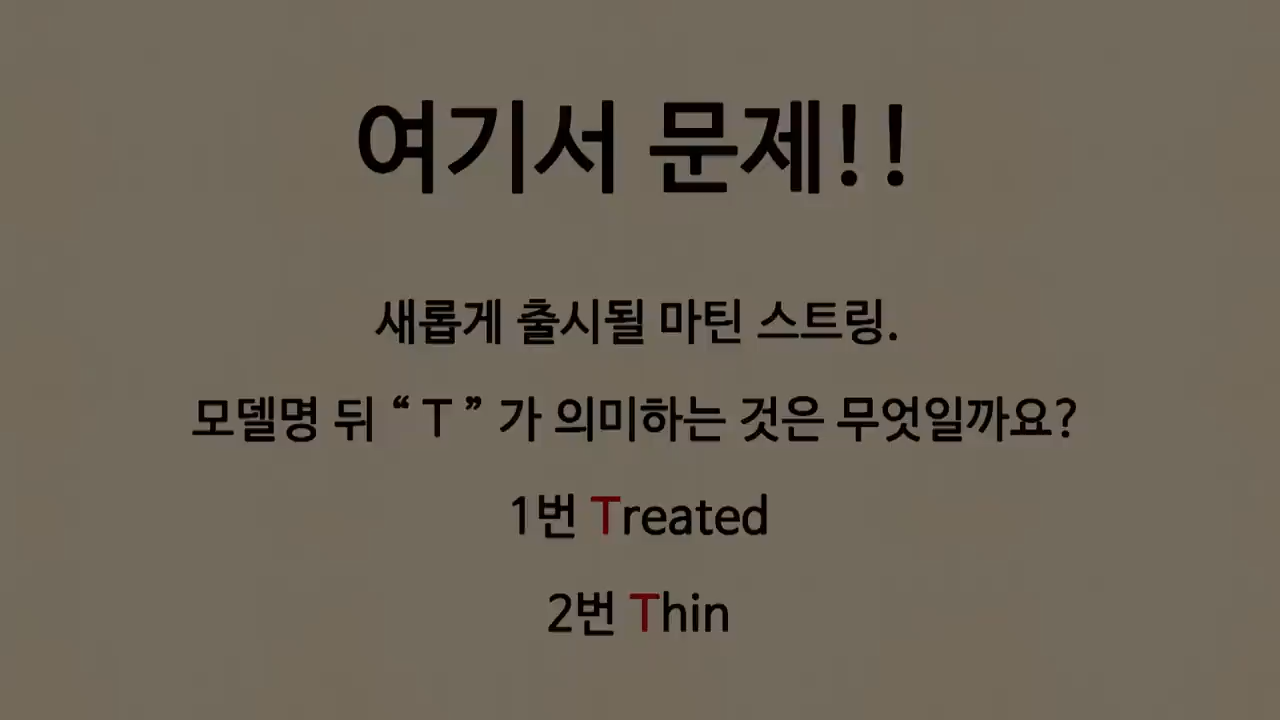 여기서 문제!!
새롭게 출시될 마틴 스트링.
모델명 뒤 “ T ” 가 의미하는 것은 무엇일까요?
1번 Treated
2번 Thin